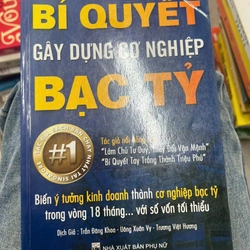 BÍ QUYẾT
GÂY DỰNG CƠ NGHIỆP
BẠC TỶ
#1
Tác giả nổi tiếng
"Làm Chủ Tư Duy, Thay Đổi Vận Mệnh"
"Bí Quyết Tay Trắng Thành Triệu Phú"
Biến ý tưởng kinh doanh thành cơ nghiệp bạc tỷ
trong vòng 18 tháng... với số vốn tối thiểu
Dịch Giả: Trần Đăng Khoa - Uông Xuân Vy - Trương Việt Hương
NHÀ XUẤT BẢN PHỤ NỮ